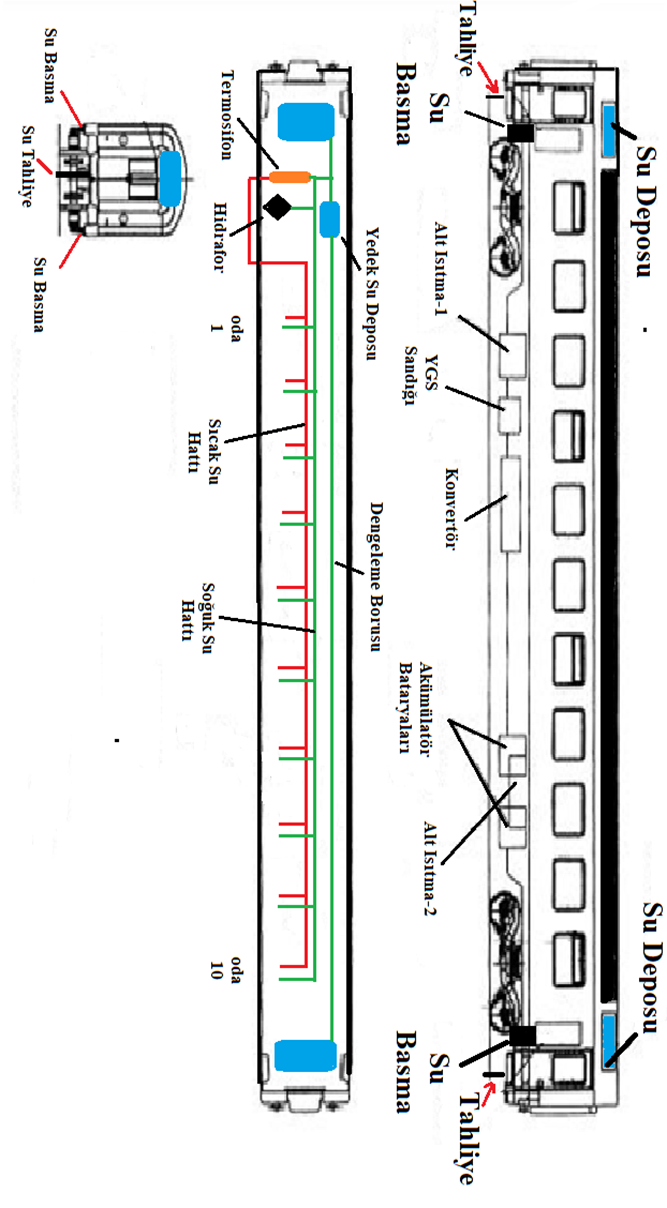 Su Deposu
Su Deposu
Tahliye
Su
Basma
Alt Isıtma-1
YGS
Sandığı
Konvertör
Akümülatör
Bataryaları
Alt Isıtma-2
Su
Basma
Tahliye
Yedek Su Deposu
Dengeleme Borusu
Termosifon
Hidrafor
oda
1
Sıcak Su
Hattı
Soğuk Su
Hattı
oda
10
Su Basma
Su Tahliye
Su Basma